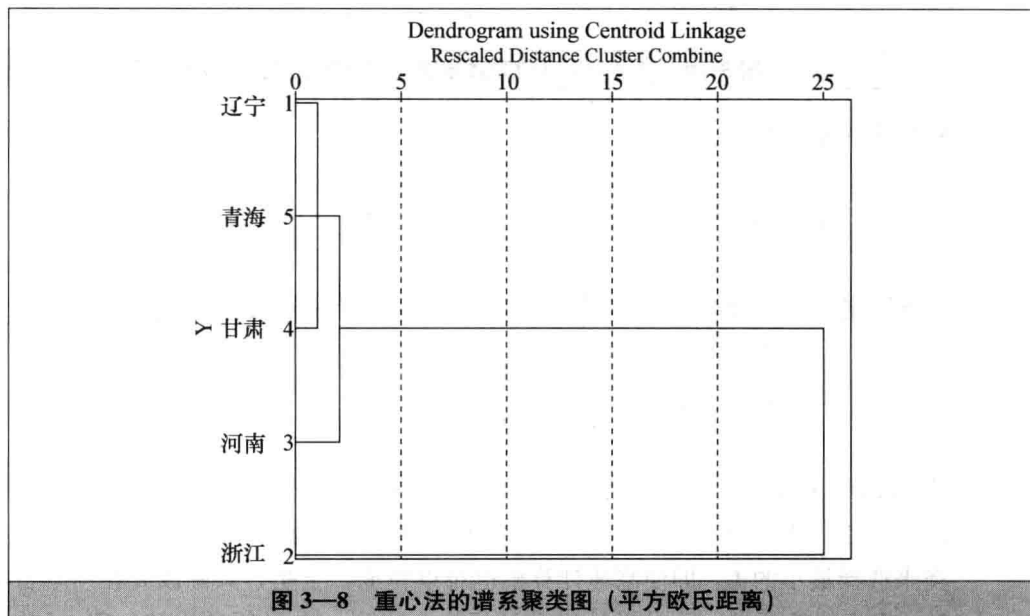 Dendrogram using Centroid Linkage
Rescaled Distance Cluster Combine
0 5 10 15 20 25
辽宁 1
青海 5
Y 甘肃 4
河南 3
浙江 2
图 3—8 重心法的谱系聚类图（平方欧氏距离）